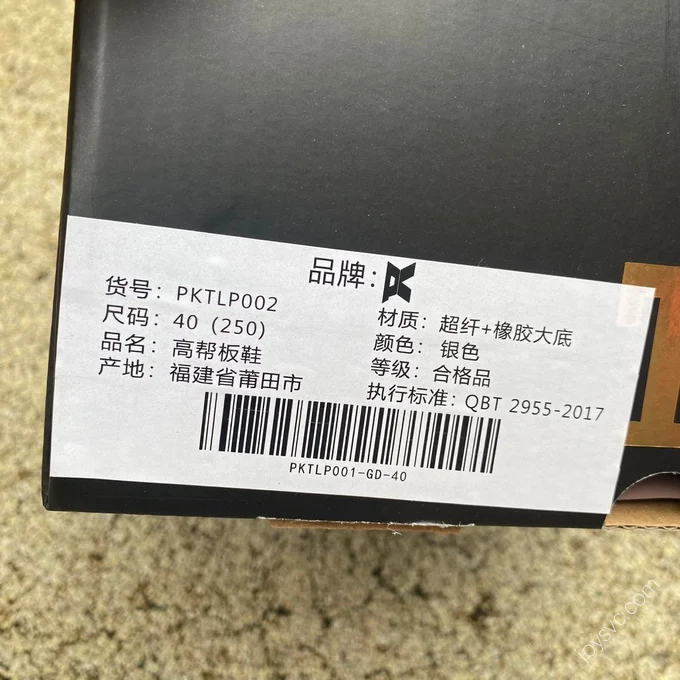 品牌：
货号：PKTLP002
尺码：40（250）
品名：高帮板鞋
产地：福建省莆田市
材质：超纤+橡胶大底
颜色：银色
等级：合格品
执行标准：QBT 2955-2017
PKTLP001-GD-40
joysvc.com